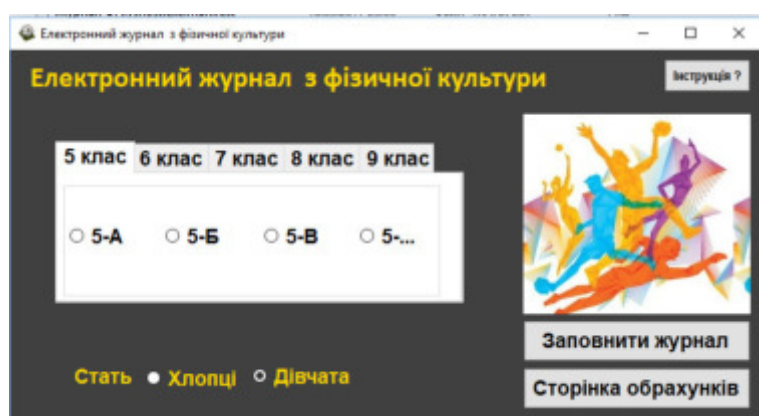 Електронний журнал з фізичної культури
Електронний журнал з фізичної культури
Інструкція ?
5 клас 6 клас 7 клас 8 клас 9 клас
5-А 5-Б 5-В 5-...
Заповнити журнал
Стать Хлопці Дівчата
Сторінка обрахунків